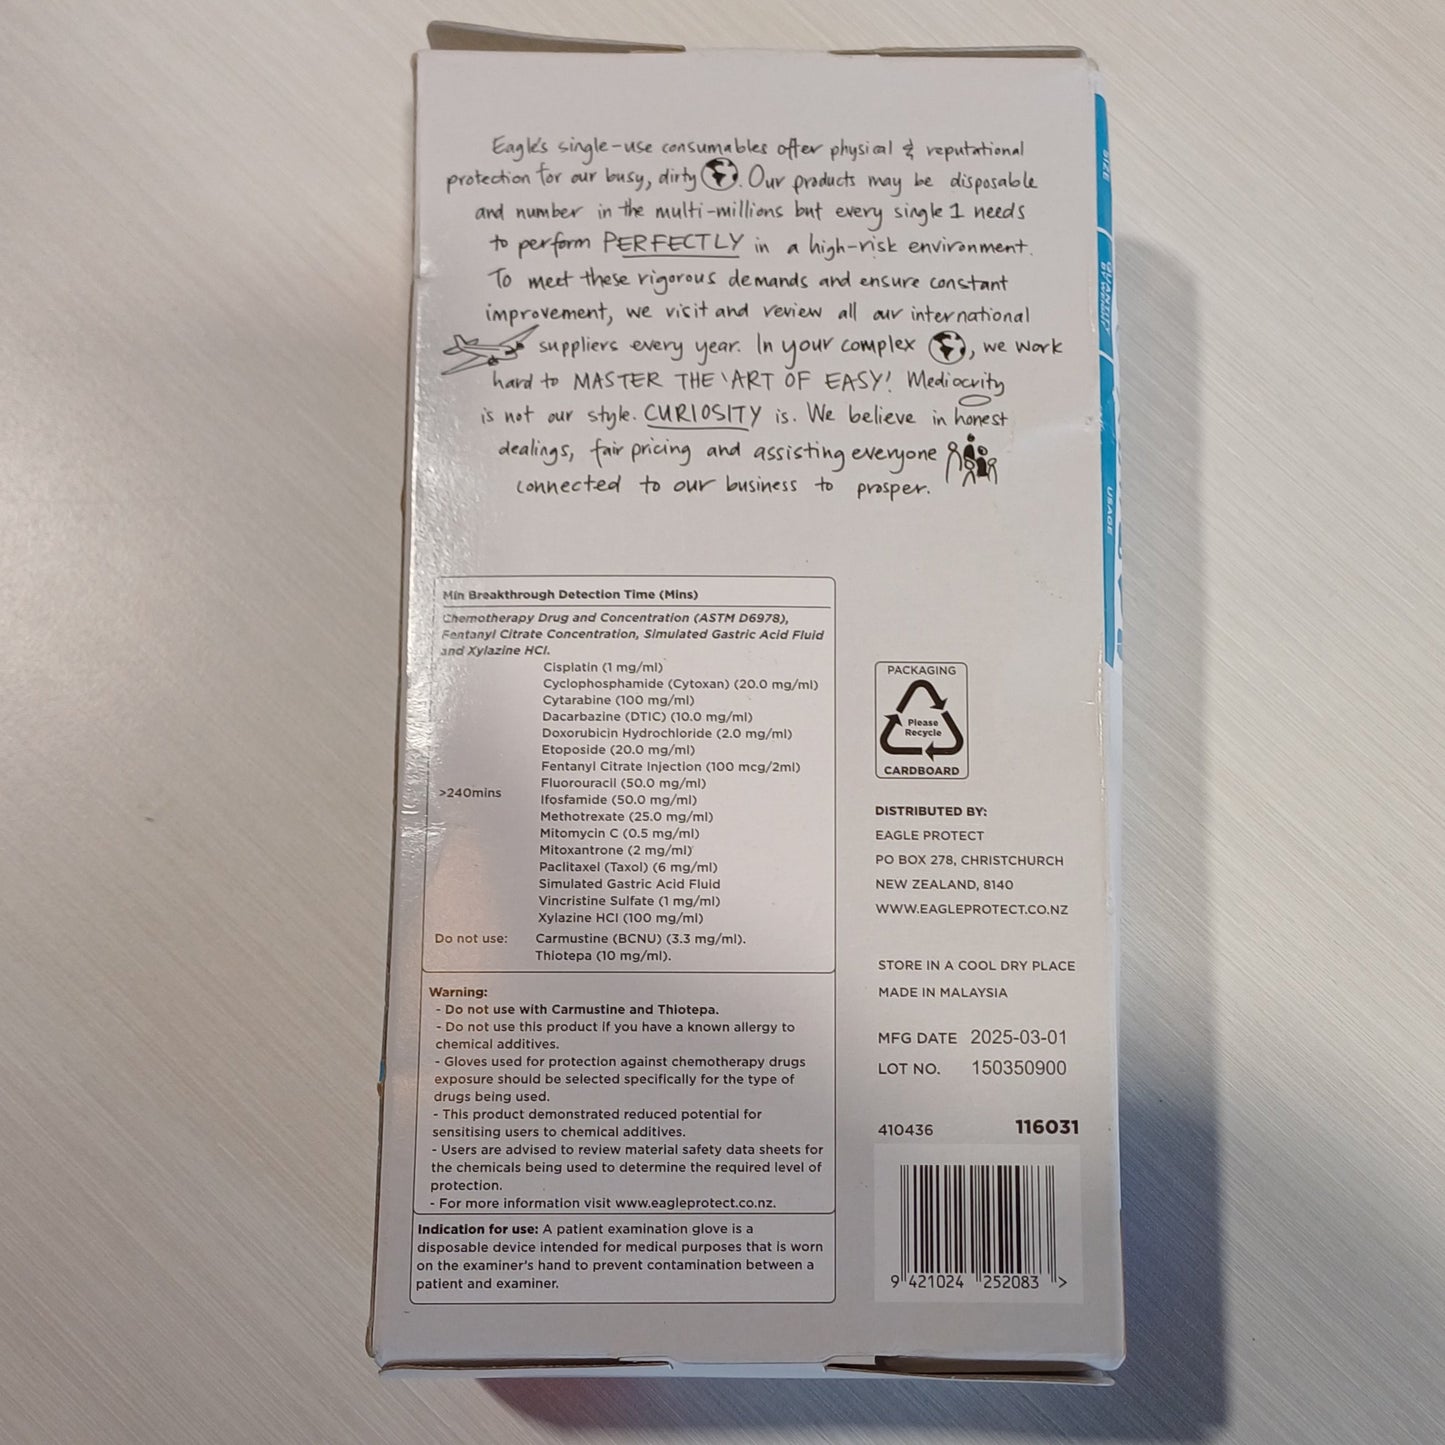 Eagle's single-use consumables offer physical & reputational
protection for our busy, dirty . Our products may be disposable
and number in the multi-millions but every single 1 needs
to perform PERFECTLY in a high-risk environment.
To meet these rigorous demands and ensure constant
improvement, we visit and review all our international
suppliers every year. In your complex , we work
hard to MASTER THE 'ART OF EASY'. Mediocrity
is not our style. CURIOSITY is. We believe in honest
dealings, fair pricing and assisting everyone
connected to our business to prosper.
SIZE
QUANTITY
BY WEIGHT
USAGE
Min Breakthrough Detection Time (Mins)
Chemotherapy Drug and Concentration (ASTM D6978),
Fentanyl Citrate Concentration, Simulated Gastric Acid Fluid
and Xylazine HCl.
>240mins
Cisplatin (1 mg/ml)
Cyclophosphamide (Cytoxan) (20.0 mg/ml)
Cytarabine (100 mg/ml)
Dacarbazine (DTIC) (10.0 mg/ml)
Doxorubicin Hydrochloride (2.0 mg/ml)
Etoposide (20.0 mg/ml)
Fentanyl Citrate Injection (100 mcg/2ml)
Fluorouracil (50.0 mg/ml)
Ifosfamide (50.0 mg/ml)
Methotrexate (25.0 mg/ml)
Mitomycin C (0.5 mg/ml)
Mitoxantrone (2 mg/ml)
Paclitaxel (Taxol) (6 mg/ml)
Simulated Gastric Acid Fluid
Vincristine Sulfate (1 mg/ml)
Xylazine HCl (100 mg/ml)
Do not use: Carmustine (BCNU) (3.3 mg/ml).
Thiotepa (10 mg/ml).
Warning:
- Do not use with Carmustine and Thiotepa.
- Do not use this product if you have a known allergy to
chemical additives.
- Gloves used for protection against chemotherapy drugs
exposure should be selected specifically for the type of
drugs being used.
- This product demonstrated reduced potential for
sensitising users to chemical additives.
- Users are advised to review material safety data sheets for
the chemicals being used to determine the required level of
protection.
- For more information visit www.eagleprotect.co.nz.
Indication for use: A patient examination glove is a
disposable device intended for medical purposes that is worn
on the examiner's hand to prevent contamination between a
patient and examiner.
PACKAGING
Please
Recycle
CARDBOARD
DISTRIBUTED BY:
EAGLE PROTECT
PO BOX 278, CHRISTCHURCH
NEW ZEALAND, 8140
WWW.EAGLEPROTECT.CO.NZ
STORE IN A COOL DRY PLACE
MADE IN MALAYSIA
MFG DATE 2025-03-01
LOT NO. 150350900
410436 116031
9 421024 252083 >